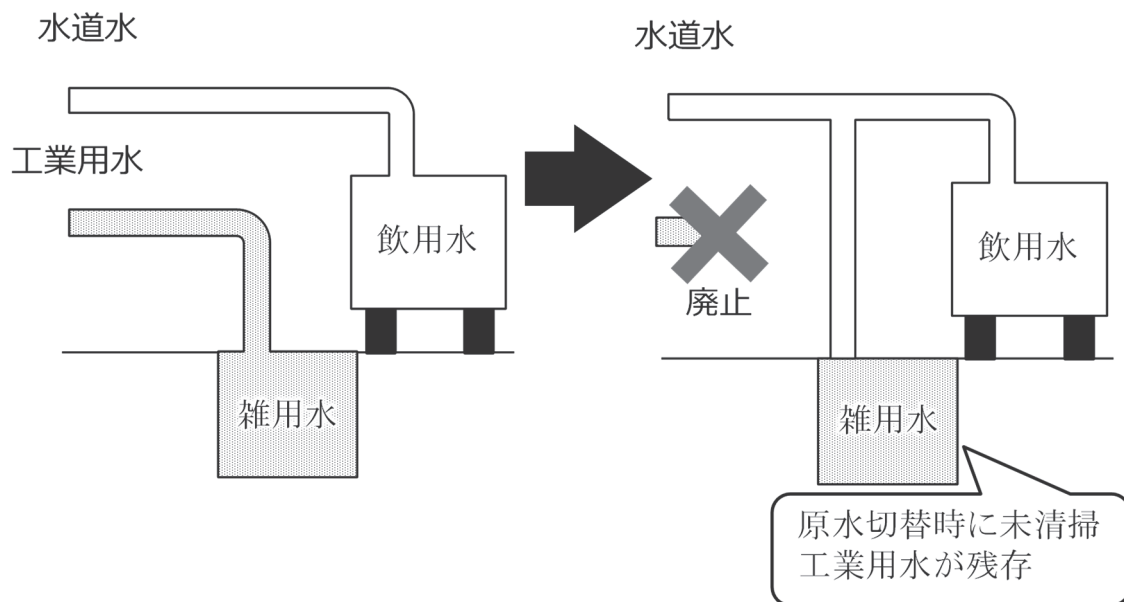 水道水
工業用水
飲用水
雑用水
水道水
廃止
飲用水
雑用水
原水切替時に未清掃
工業用水が残存